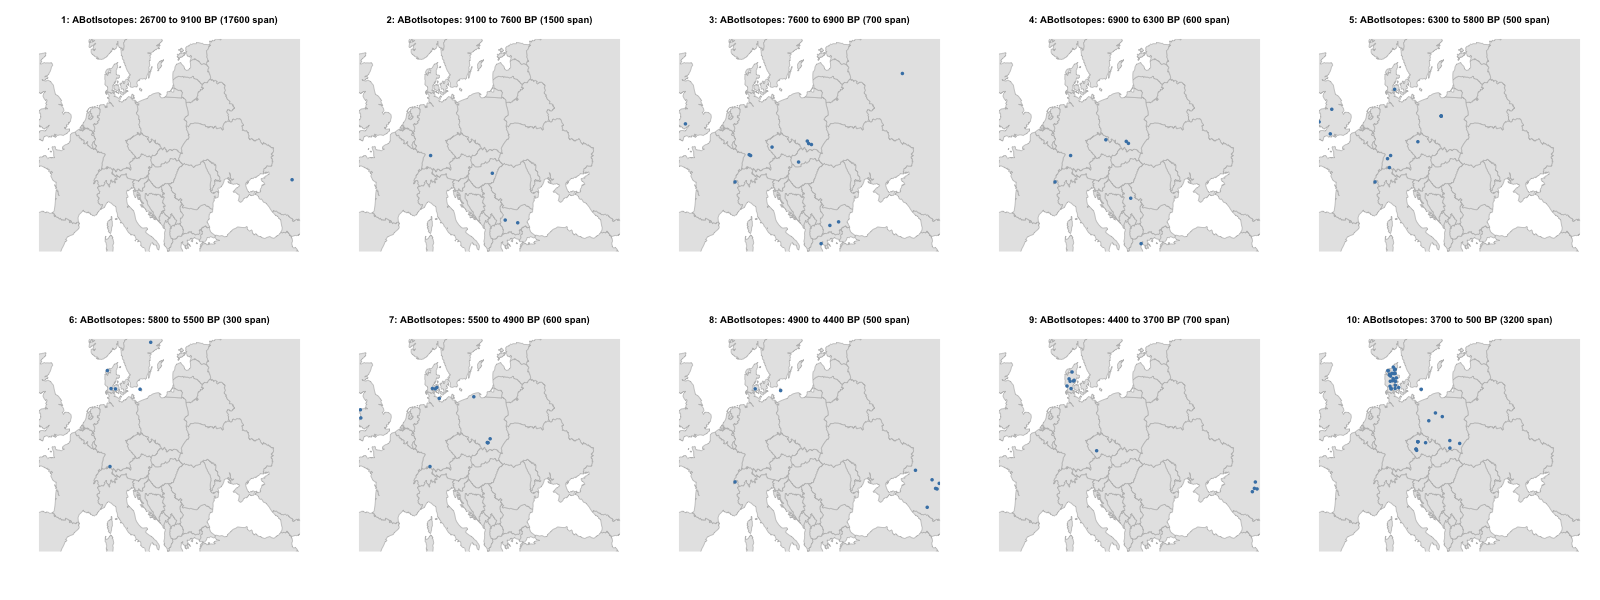 1: ABotIsotopes: 26700 to 9100 BP (17600 span)
2: ABotIsotopes: 9100 to 7600 BP (1500 span)
3: ABotIsotopes: 7600 to 6900 BP (700 span)
4: ABotIsotopes: 6900 to 6300 BP (600 span)
5: ABotIsotopes: 6300 to 5800 BP (500 span)
6: ABotIsotopes: 5800 to 5500 BP (300 span)
7: ABotIsotopes: 5500 to 4900 BP (600 span)
8: ABotIsotopes: 4900 to 4400 BP (500 span)
9: ABotIsotopes: 4400 to 3700 BP (700 span)
10: ABotIsotopes: 3700 to 500 BP (3200 span)